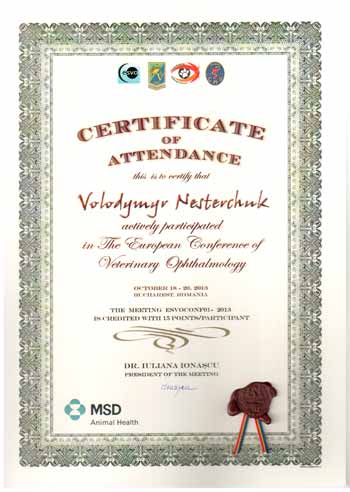 ESVO
CERTIFICATE
OF
ATTENDANCE
this is to certify that
Volodymyr Nesterchuk
actively participated
in The European Conference of
Veterinary Ophthalmology
OCTOBER 18 - 20, 2013
BUCHAREST, ROMANIA
THE MEETING ESVOCONF01- 2013
IS CREDITED WITH 15 POINTS/PARTICIPANT
DR. IULIANA IONAȘCU
PRESIDENT OF THE MEETING
MSD
Animal Health